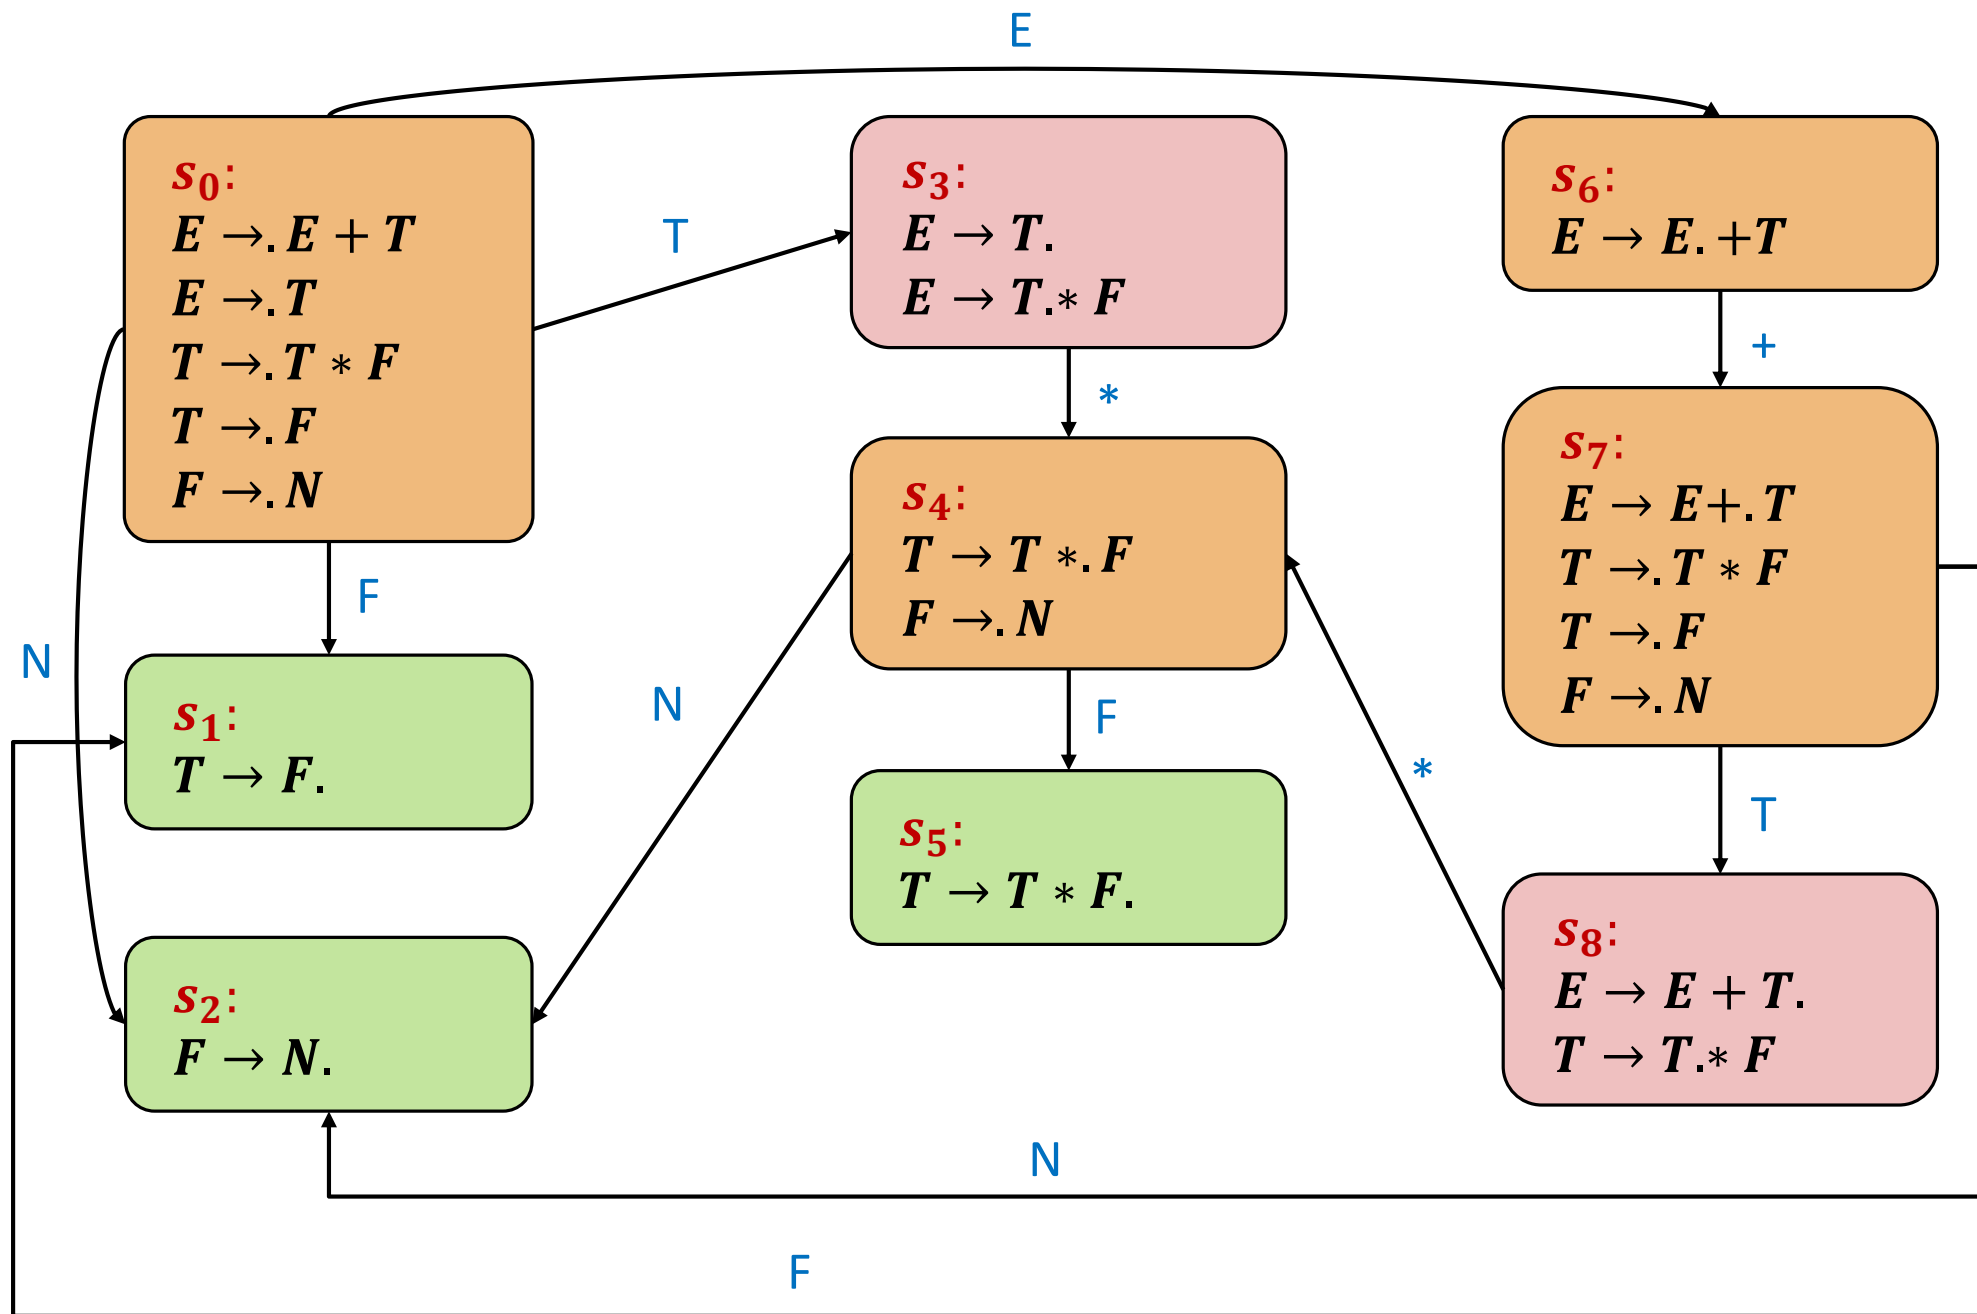 E
s0:
E →. E + T
E →. T
T →. T * F
T →. F
F →. N
T
s3:
E → T.
E → T.* F
s6:
E → E. +T
+
*
s7:
E → E+. T
T →. T * F
T →. F
F →. N
s4:
T → T *. F
F →. N
F
N
s1:
T → F.
N
F
*
T
s5:
T → T * F.
s8:
E → E + T.
T → T.* F
s2:
F → N.
N
F